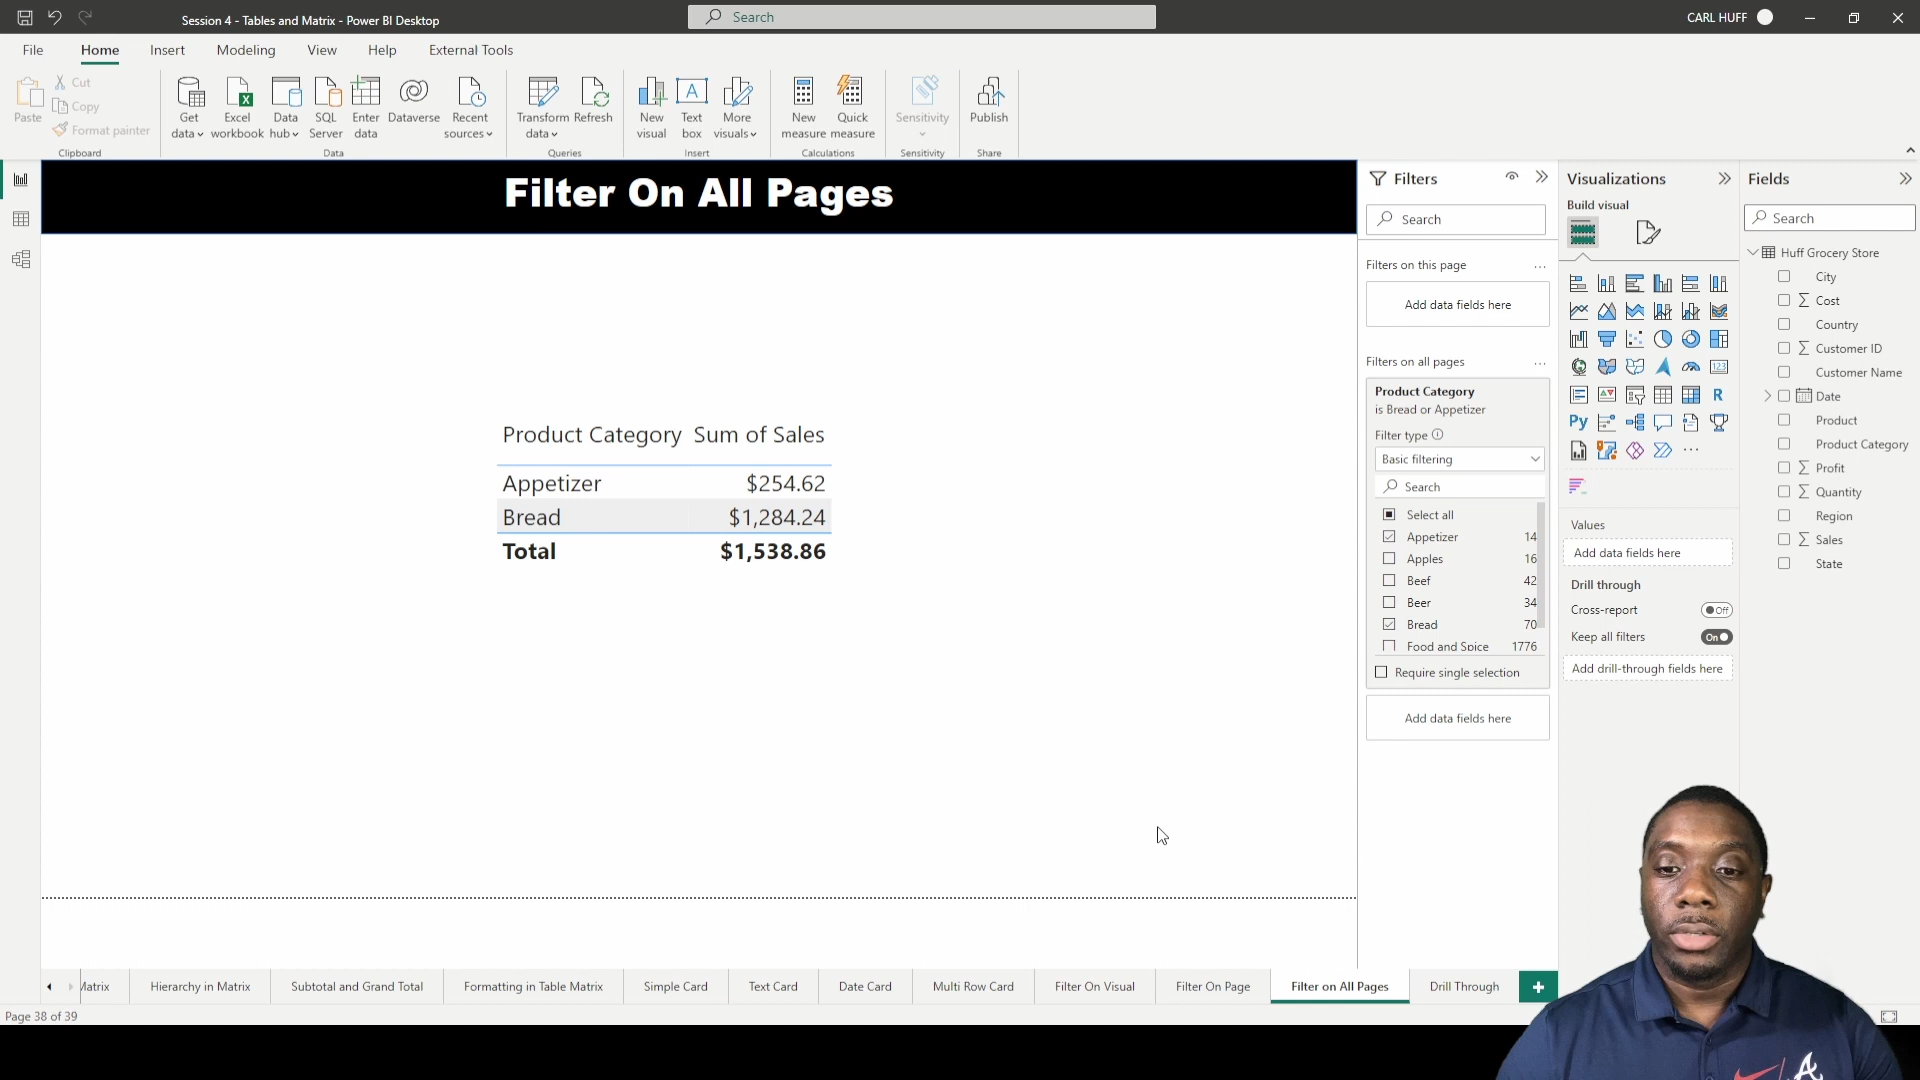 Session 4 - Tables and Matrix - Power BI Desktop
Search
CARL HUFF
File Home Insert Modeling View Help External Tools
Paste
Cut
Copy
Format painter
Clipboard
Get data
Excel workbook
Data hub
SQL Server
Enter data
Dataverse
Recent sources
Data
Transform data
Refresh
Queries
New visual
Text box
More visuals
Insert
New measure
Quick measure
Calculations
Sensitivity
Sensitivity
Publish
Share
Filter On All Pages
Product Category Sum of Sales
Appetizer $254.62
Bread $1,284.24
Total $1,538.86
Filters
Search
Filters on this page ...
Add data fields here
Filters on all pages ...
Product Category
is Bread or Appetizer
Filter type
Basic filtering
Search
Select all
Appetizer 14
Apples 16
Beef 42
Beer 34
Bread 70
Food and Spice 1776
Require single selection
Add data fields here
Visualizations
Build visual
R
Py
123
...
Values
Add data fields here
Drill through
Cross-report Off
Keep all filters On
Add drill-through fields here
Fields
Search
Huff Grocery Store
City
Cost
Country
Customer ID
Customer Name
Date
Product
Product Category
Profit
Quantity
Region
Sales
State
Matrix Hierarchy in Matrix Subtotal and Grand Total Formatting in Table Matrix Simple Card Text Card Date Card Multi Row Card Filter On Visual Filter On Page Filter on All Pages Drill Through
Page 38 of 39